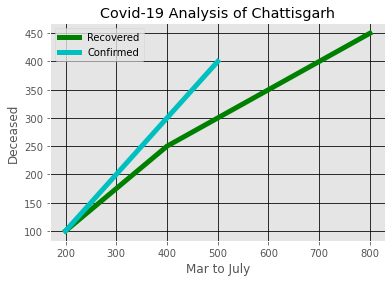 Covid-19 Analysis of Chattisgarh
Recovered
Confirmed
Deceased
450
400
350
300
250
200
150
100
200 300 400 500 600 700 800
Mar to July